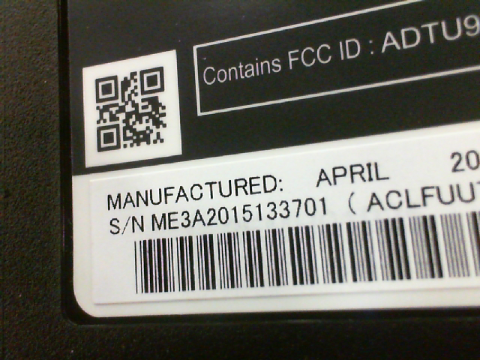 Contains FCC ID : ADTU9
MANUFACTURED: APRIL 20
S/N ME3A2015133701 ( ACLFUU